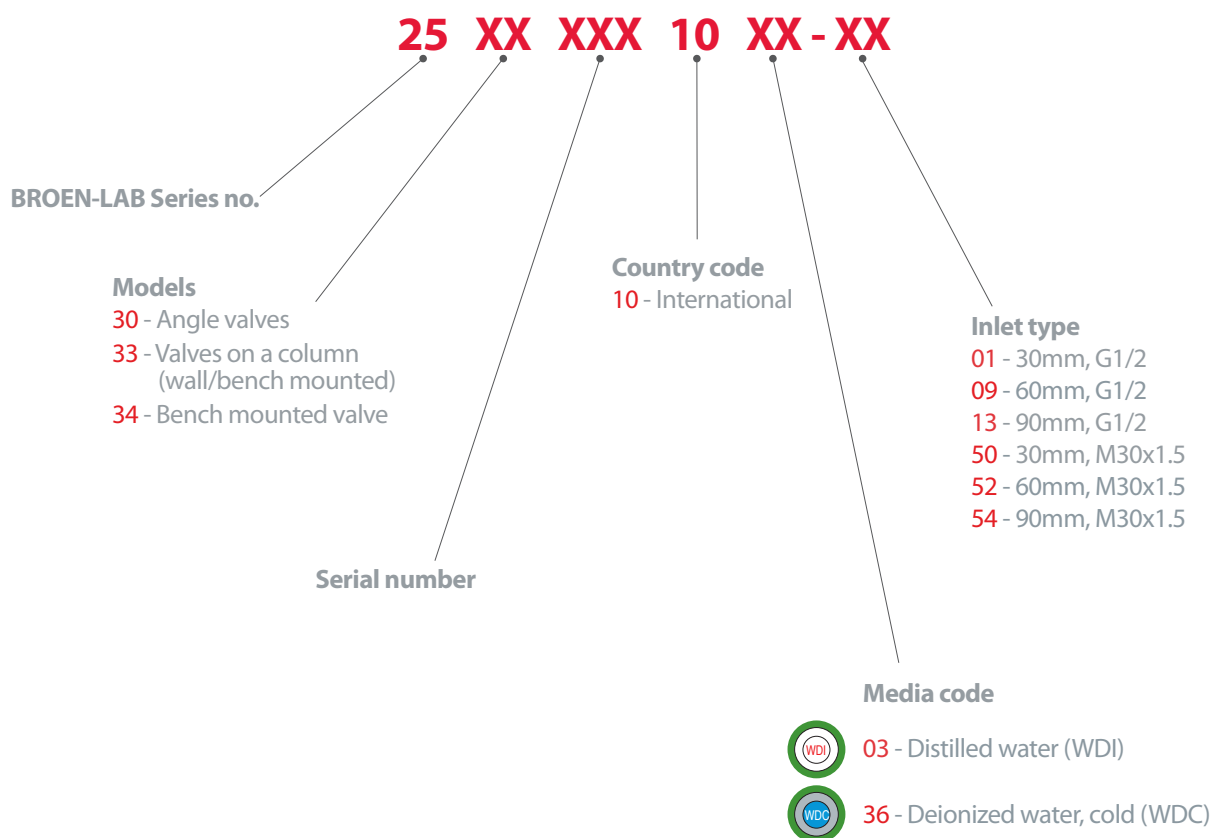 25 XX XXX 10 XX - XX
BROEN-LAB Series no.
Models
30 - Angle valves
33 - Valves on a column
(wall/bench mounted)
34 - Bench mounted valve
Serial number
Country code
10 - International
Inlet type
01 - 30mm, G1/2
09 - 60mm, G1/2
13 - 90mm, G1/2
50 - 30mm, M30x1.5
52 - 60mm, M30x1.5
54 - 90mm, M30x1.5
Media code
WDI 03 - Distilled water (WDI)
WDC 36 - Deionized water, cold (WDC)